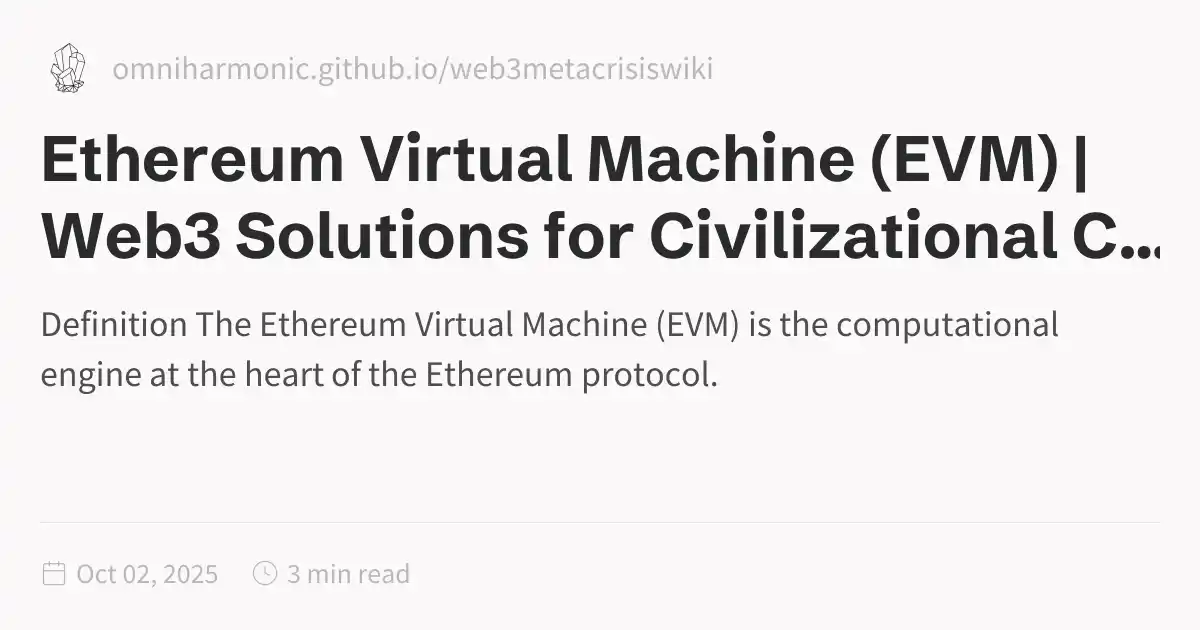 omniharmonic.github.io/web3metacrisiswiki
Ethereum Virtual Machine (EVM) |
Web3 Solutions for Civilizational C...
Definition The Ethereum Virtual Machine (EVM) is the computational
engine at the heart of the Ethereum protocol.
Oct 02, 2025 3 min read